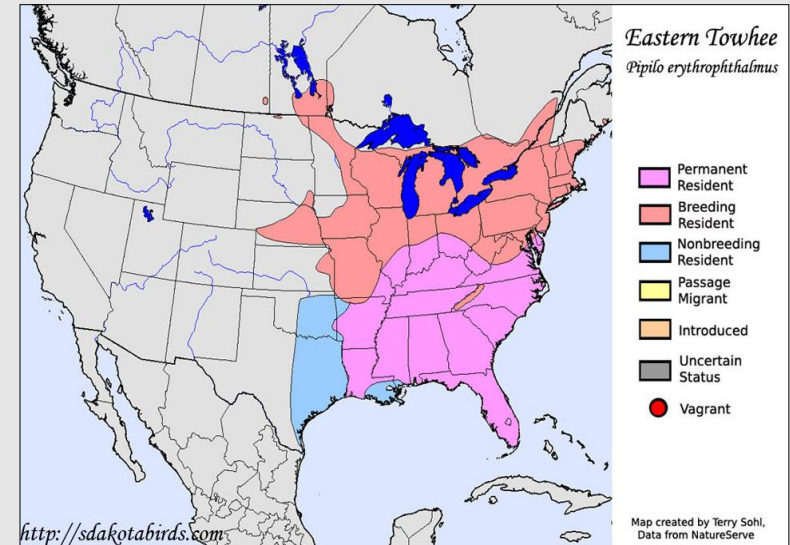 Eastern Towhee
Pipilo erythrophthalmus
Permanent
Resident
Breeding
Resident
Nonbreeding
Resident
Passage
Migrant
Introduced
Uncertain
Status
Vagrant
Map created by Terry Sohl,
Data from NatureServe
http://sdakotabirds.com